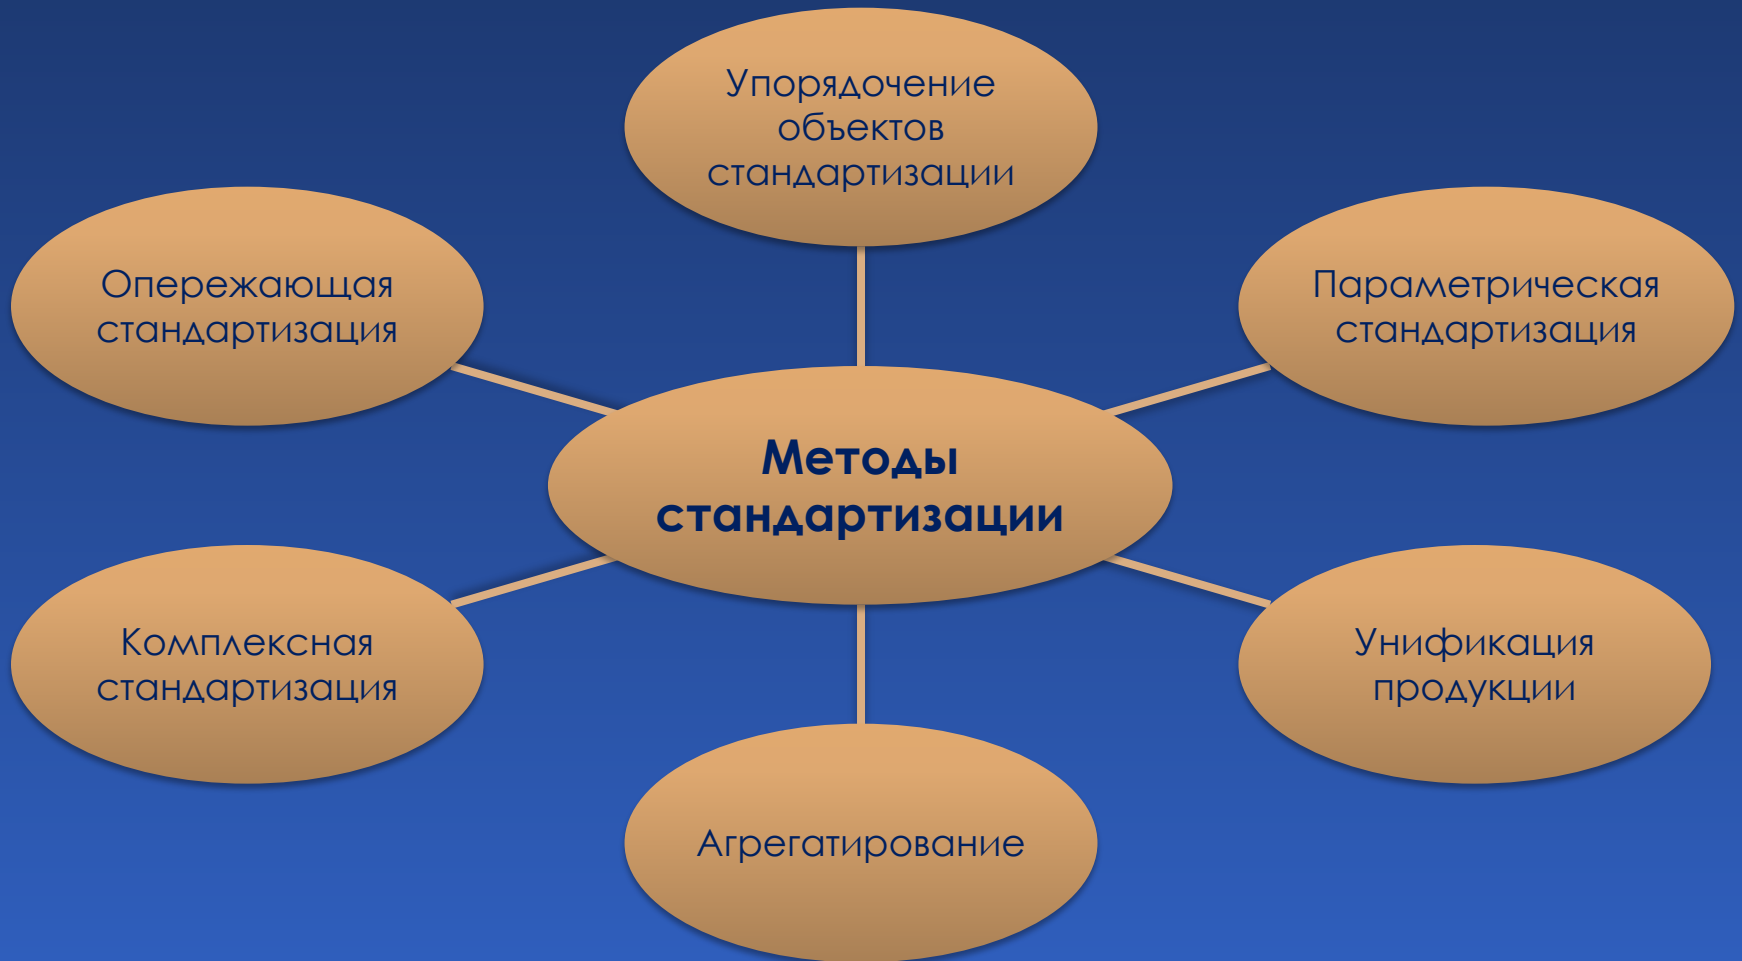 Упорядочение
объектов
стандартизации
Опережающая
стандартизация
Параметрическая
стандартизация
Методы
стандартизации
Комплексная
стандартизация
Унификация
продукции
Агрегатирование